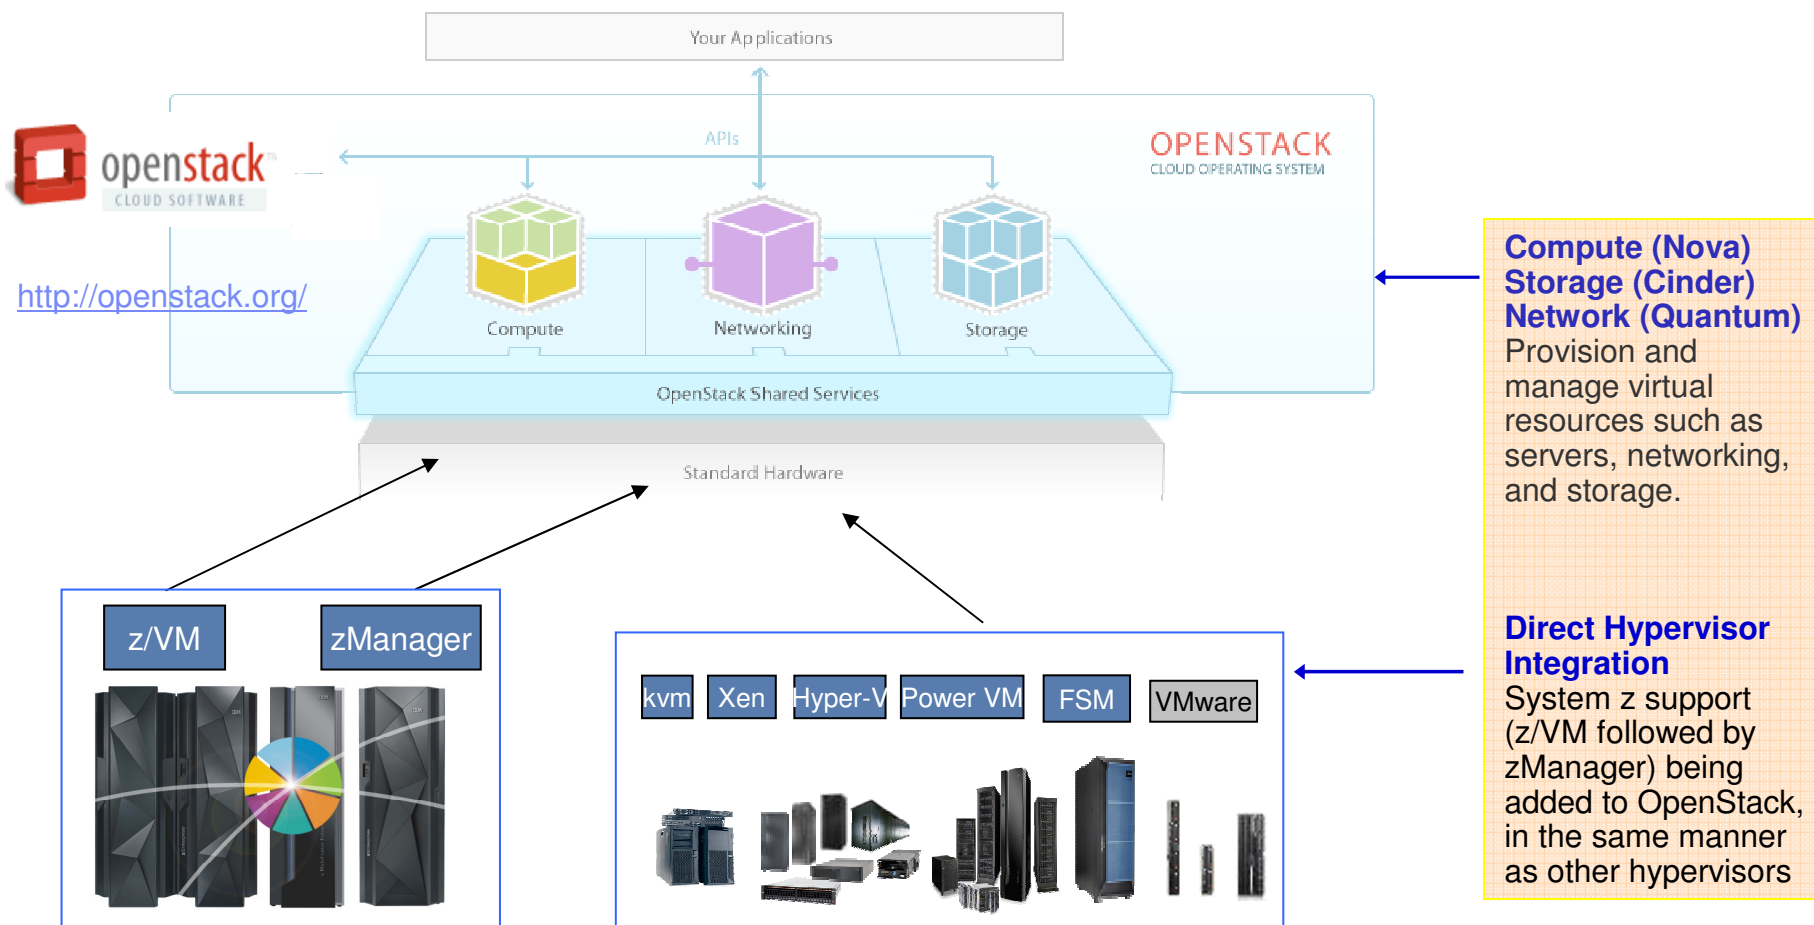 Your Applications
APIs
OPENSTACK
CLOUD OPERATING SYSTEM
openstack™
CLOUD SOFTWARE
http://openstack.org/
Compute
Networking
Storage
OpenStack Shared Services
Standard Hardware
Compute (Nova)
Storage (Cinder)
Network (Quantum)
Provision and
manage virtual
resources such as
servers, networking,
and storage.
Direct Hypervisor
Integration
System z support
(z/VM followed by
zManager) being
added to OpenStack,
in the same manner
as other hypervisors
z/VM
zManager
kvm
Xen
Hyper-V
Power VM
FSM
VMware